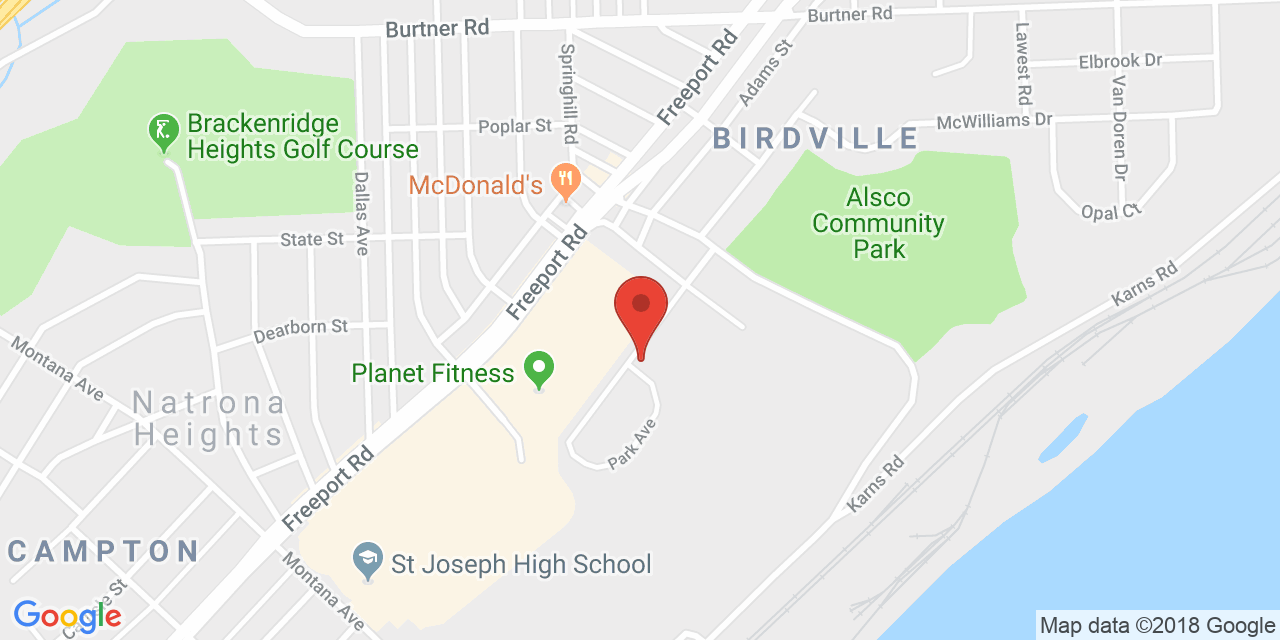 Burtner Rd
Burtner Rd
Springhill Rd
Freeport Rd
Adams St
Lawest Rd
Elbrook Dr
Van Doren Dr
Brackenridge
Heights Golf Course
Poplar St
McWilliams Dr
BIRDVILLE
McDonald's
Dallas Ave
Alsco
Community
Park
Opal Ct
State St
Freeport Rd
Karns Rd
Dearborn St
Montana Ave
Planet Fitness
Natrona
Heights
Park Ave
Freeport Rd
Karns Rd
CAMPTON
St Joseph High School
Montana Ave
St
Google
Map data ©2018 Google